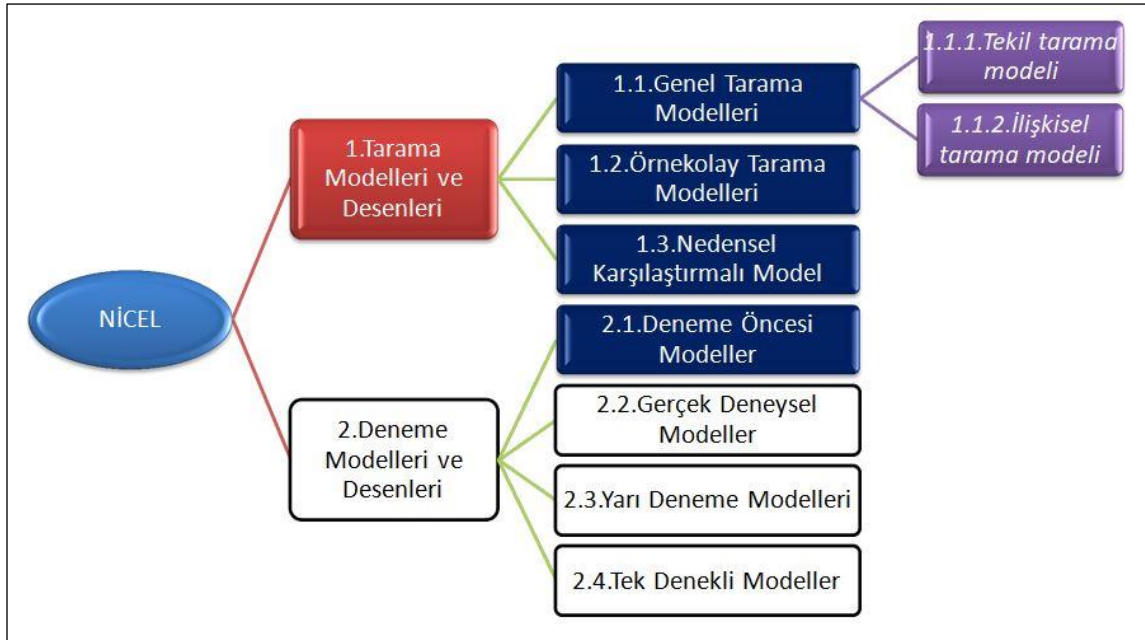 NİCEL
1.Tarama
Modelleri ve
Desenleri
1.1.Genel Tarama
Modelleri
1.1.1.Tekil tarama
modeli
1.1.2.İlişkisel
tarama modeli
1.2.Örnekolay Tarama
Modelleri
1.3.Nedensel
Karşılaştırmalı Model
2.Deneme
Modelleri ve
Desenleri
2.1.Deneme Öncesi
Modeller
2.2.Gerçek Deneysel
Modeller
2.3.Yarı Deneme Modelleri
2.4.Tek Denekli Modeller